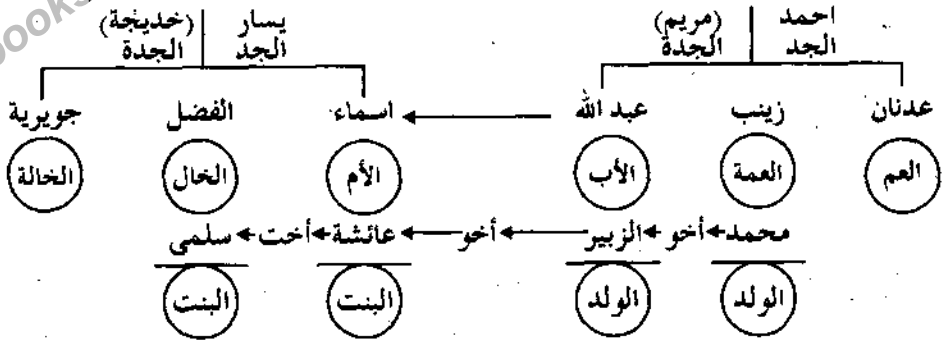 احمد (مريم) يسار (خديجة)
الجد الجدة الجد الجدة
عدنان زينب عبد الله اسماء الفضل جويرية
العم العمة الأب الأم الخال الخالة
محمد أخو الزبير أخو عائشة أخت سلمى
الولد الولد البنت البنت